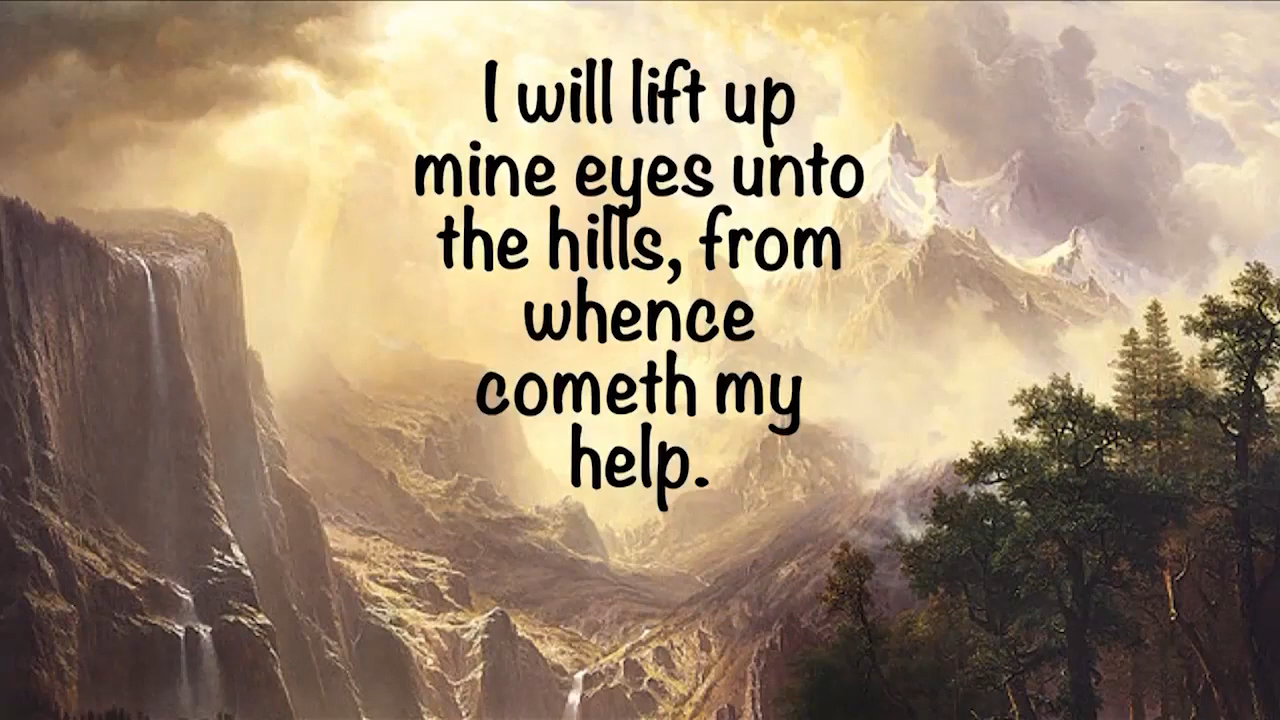 I will lift up
mine eyes unto
the hills, from
whence
cometh my
help.